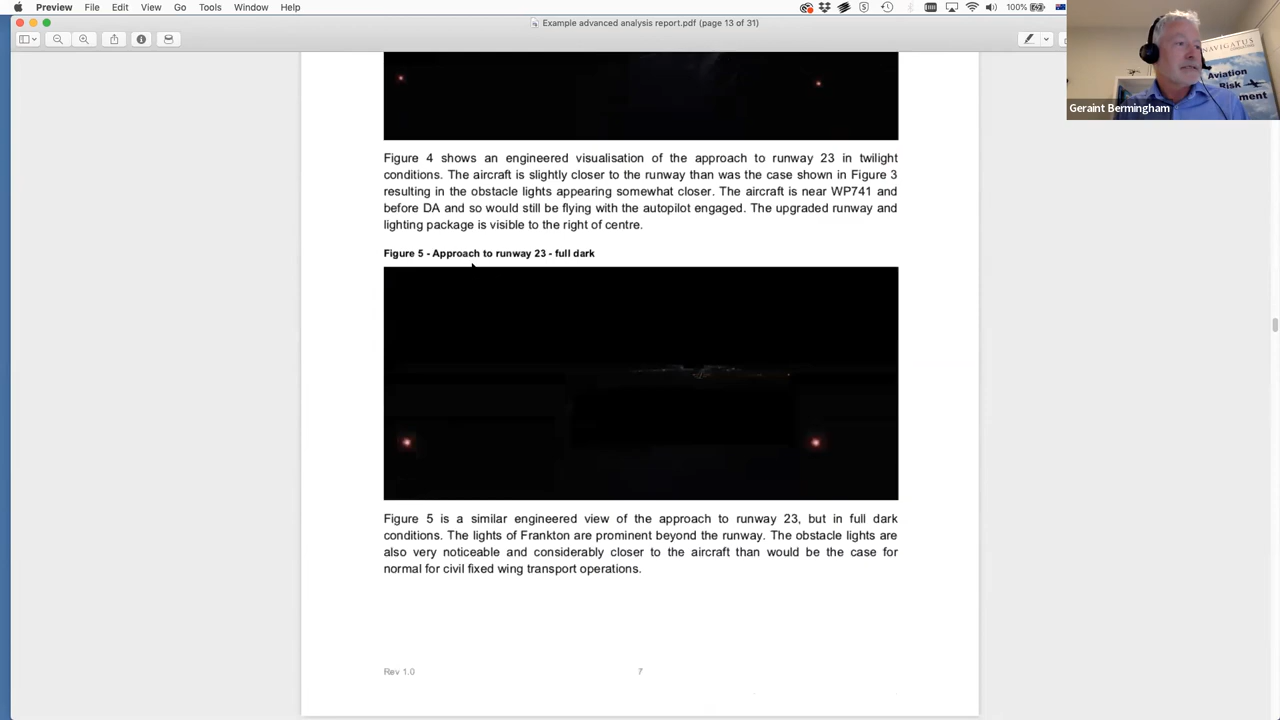 Preview File Edit View Go Tools Window Help
100%
Example advanced analysis report.pdf (page 13 of 31)
NAVIGATUS
Aviation
Risk
ment
Geraint Bermingham
Figure 4 shows an engineered visualisation of the approach to runway 23 in twilight
conditions. The aircraft is slightly closer to the runway than was the case shown in Figure 3
resulting in the obstacle lights appearing somewhat closer. The aircraft is near WP741 and
before DA and so would still be flying with the autopilot engaged. The upgraded runway and
lighting package is visible to the right of centre.
Figure 5 - Approach to runway 23 - full dark
Figure 5 is a similar engineered view of the approach to runway 23, but in full dark
conditions. The lights of Frankton are prominent beyond the runway. The obstacle lights are
also very noticeable and considerably closer to the aircraft than would be the case for
normal for civil fixed wing transport operations.
Rev 1.0
7